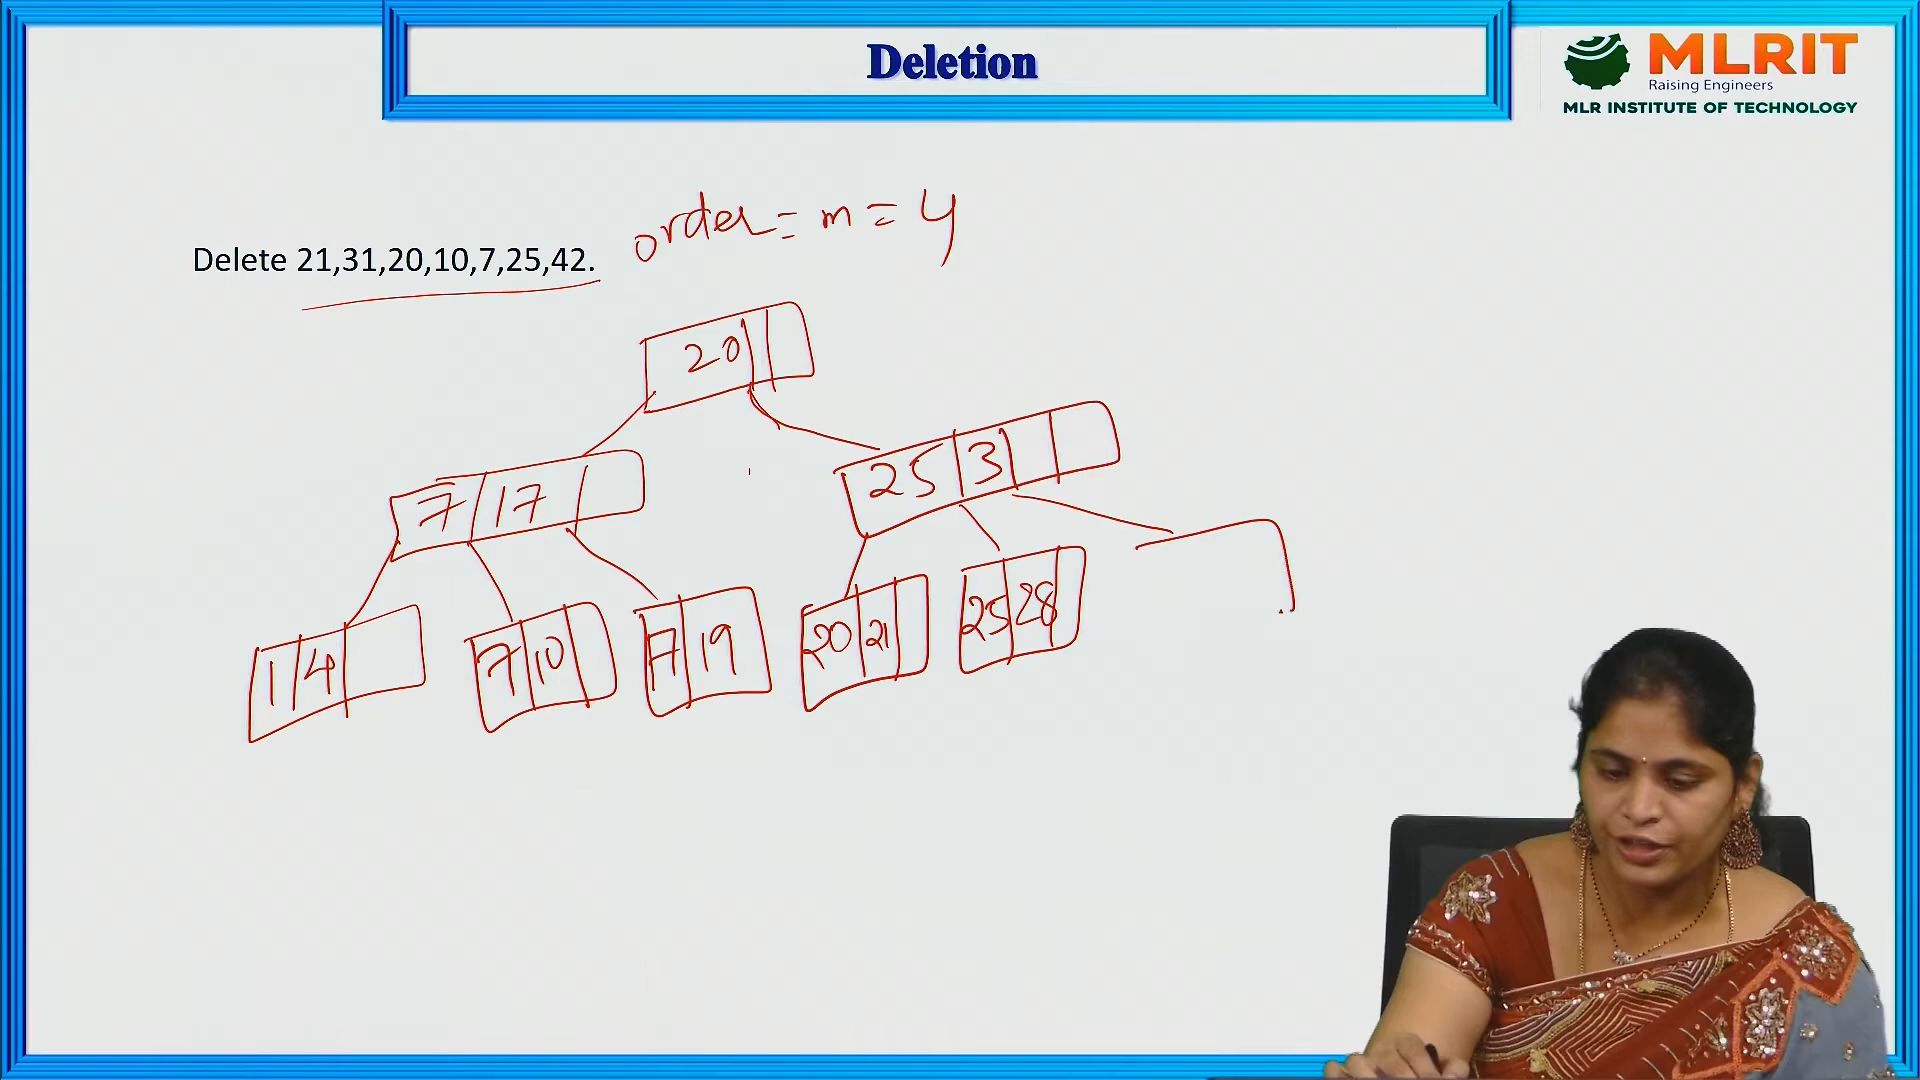 Deletion
MLRIT
Raising Engineers
MLR INSTITUTE OF TECHNOLOGY
order = m = 4
Delete 21,31,20,10,7,25,42.
20
7 17
25 31
1 4
7 10
17 19
20 21
25 28